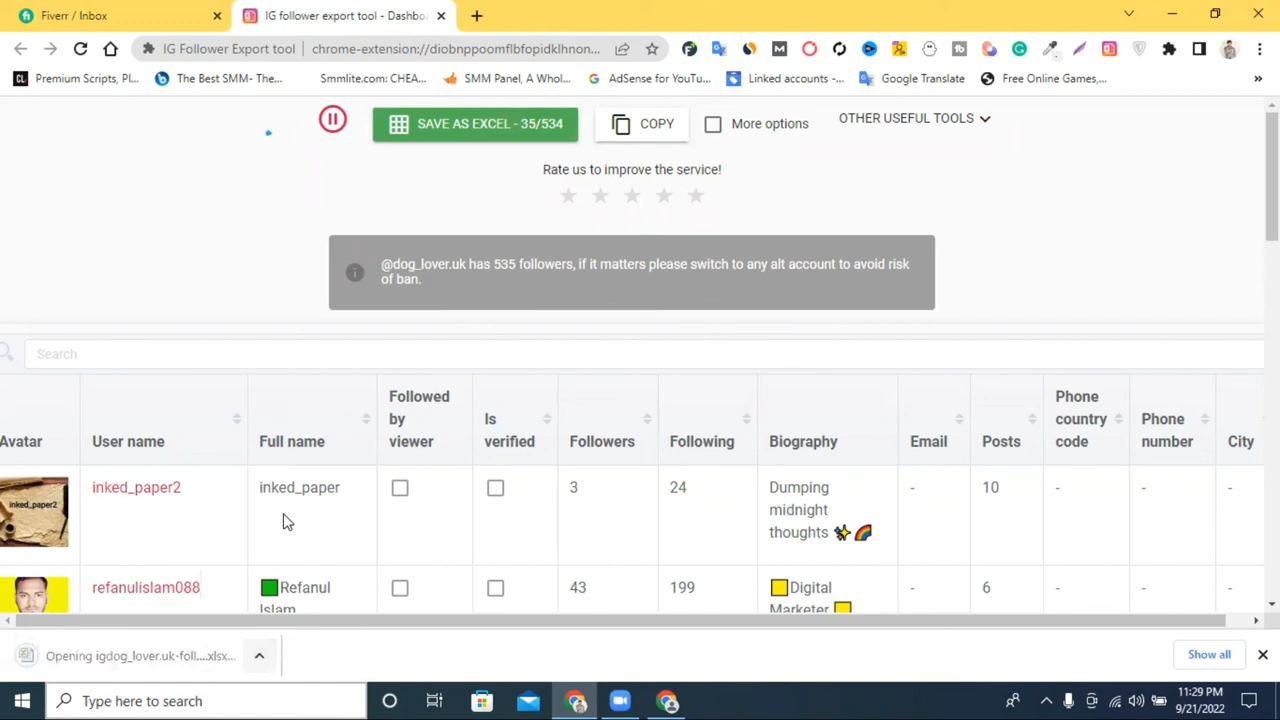 Fiverr / Inbox
IG follower export tool - Dashbo
IG Follower Export tool
chrome-extension://diobnppoomflbfopidklhnon...
Premium Scripts, Pl...
The Best SMM- The...
Smmlite.com: CHEA...
SMM Panel, A Whol...
AdSense for YouTu...
Linked accounts -...
Google Translate
Free Online Games,...
SAVE AS EXCEL - 35/534
COPY
More options
OTHER USEFUL TOOLS
Rate us to improve the service!
@dog_lover.uk has 535 followers, if it matters please switch to any alt account to avoid risk
of ban.
Search
Avatar
User name
Full name
Followed
by
viewer
Is
verified
Followers
Following
Biography
Email
Posts
Phone
country
code
Phone
number
City
inked_paper2
inked_paper2
inked_paper
3
24
Dumping
midnight
thoughts ✨🌈
-
10
-
-
-
refanulislam088
🟩Refanul
Islam
43
199
🟨Digital
Marketer 🟨
-
6
-
-
-
Opening igdog_lover.uk-foll....xlsx...
Show all
Type here to search
11:29 PM
9/21/2022